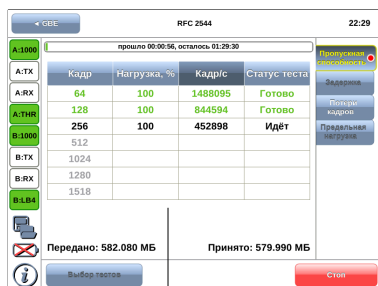 GBE
RFC 2544
22:29
прошло 00:00:56, осталось 01:29:30
A:1000
A:TX
A:RX
A:THR
B:1000
B:TX
B:RX
B:LB4
Кадр Нагрузка, % Кадр/с Статус теста
64 100 1488095 Готово
128 100 844594 Готово
256 100 452898 Идёт
512
1024
1280
1518
Пропускная
способность
Задержка
Потери
кадров
Предельная
нагрузка
Передано: 582.080 МБ
Принято: 579.990 МБ
Выбор тестов
Стоп